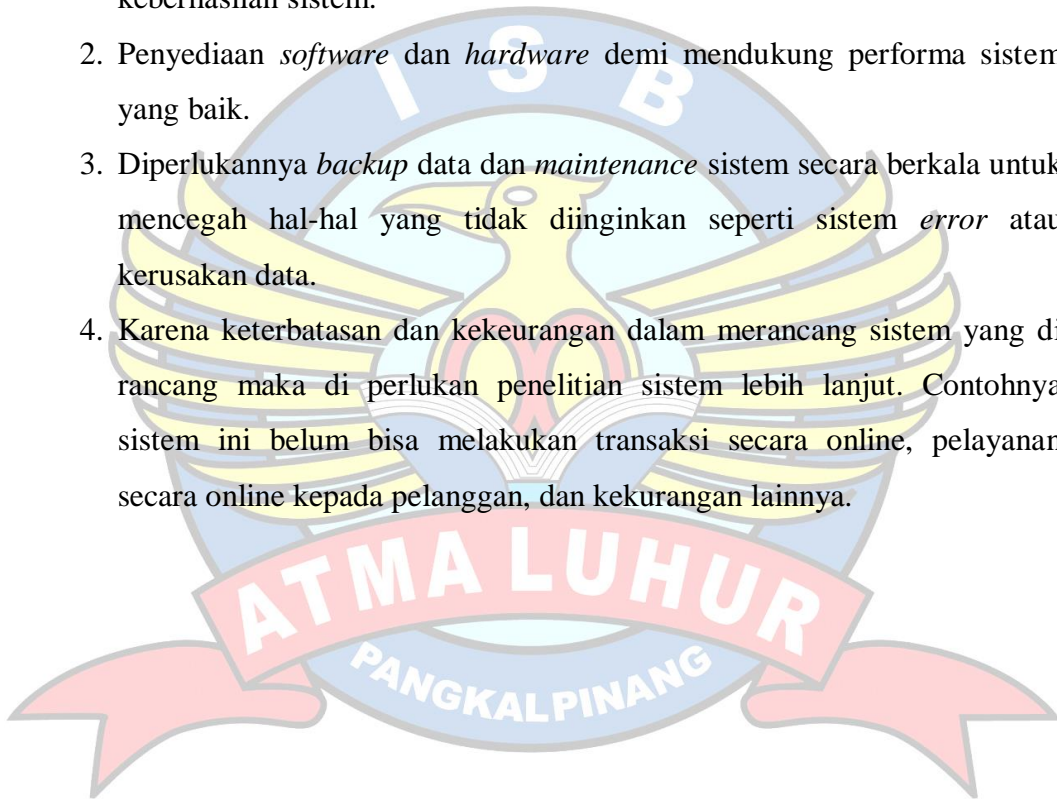 keberhasilan sistem.
2. Penyediaan software dan hardware demi mendukung performa sistem
yang baik.
3. Diperlukannya backup data dan maintenance sistem secara berkala untuk
mencegah hal-hal yang tidak diinginkan seperti sistem error atau
kerusakan data.
4. Karena keterbatasan dan kekeurangan dalam merancang sistem yang di
rancang maka di perlukan penelitian sistem lebih lanjut. Contohnya
sistem ini belum bisa melakukan transaksi secara online, pelayanan
secara online kepada pelanggan, dan kekurangan lainnya.
I S B
ATMA LUHUR
PANGKALPINANG